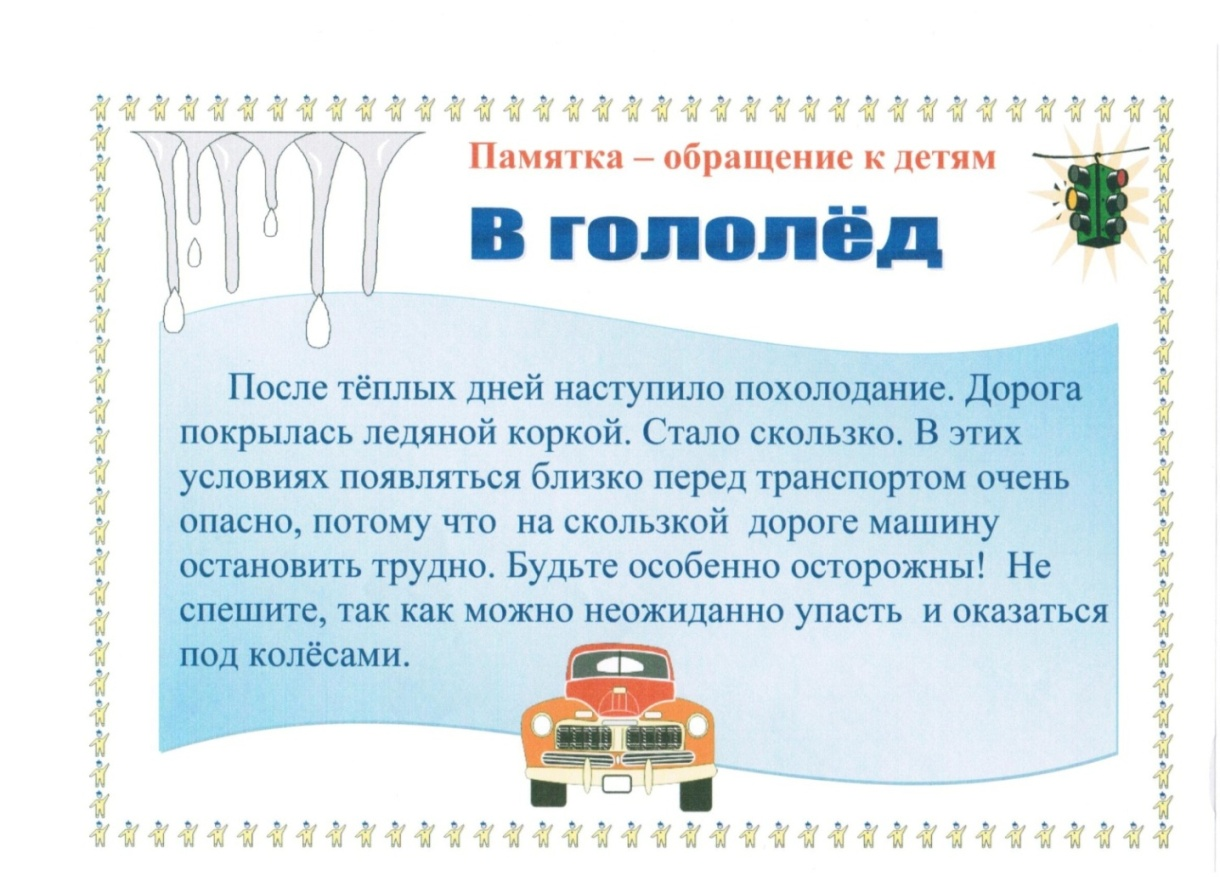 Памятка – обращение к детям
В гололёд
После тёплых дней наступило похолодание. Дорога
покрылась ледяной коркой. Стало скользко. В этих
условиях появляться близко перед транспортом очень
опасно, потому что на скользкой дороге машину
остановить трудно. Будьте особенно осторожны! Не
спешите, так как можно неожиданно упасть и оказаться
под колёсами.